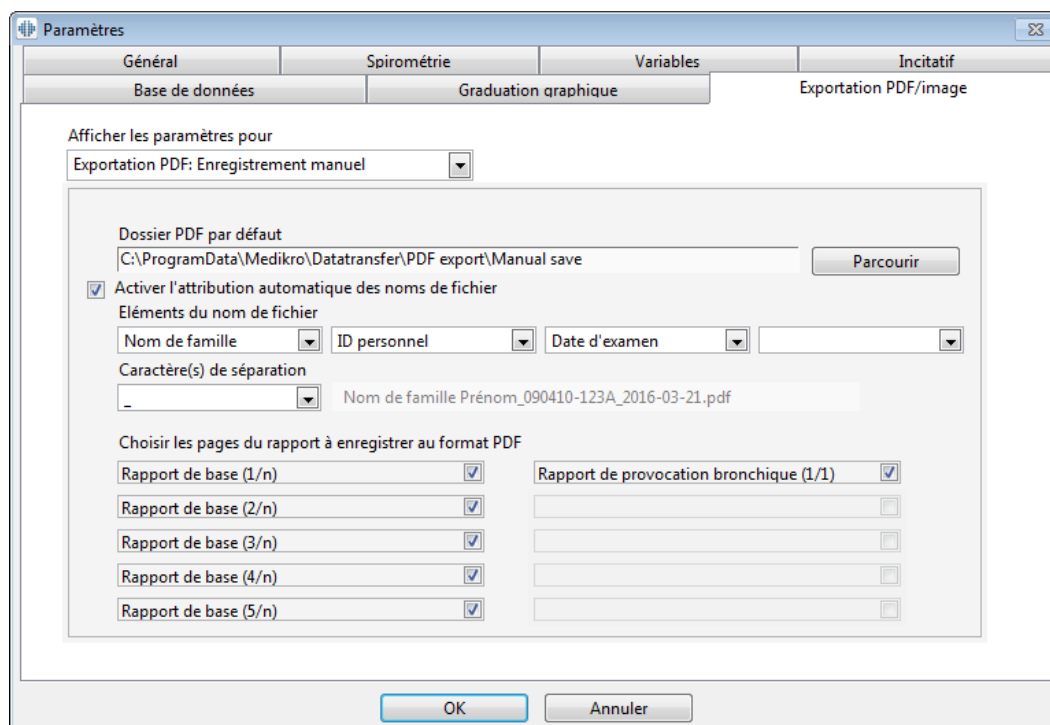 Paramètres
Général Spirométrie Variables Incitatif
Base de données Graduation graphique Exportation PDF/image
Afficher les paramètres pour
Exportation PDF: Enregistrement manuel
Dossier PDF par défaut
C:\ProgramData\Medikro\Datatransfer\PDF export\Manual save Parcourir
Activer l'attribution automatique des noms de fichier
Eléments du nom de fichier
Nom de famille ID personnel Date d'examen
Caractère(s) de séparation
_ Nom de famille Prénom_090410-123A_2016-03-21.pdf
Choisir les pages du rapport à enregistrer au format PDF
Rapport de base (1/n) Rapport de provocation bronchique (1/1)
Rapport de base (2/n)
Rapport de base (3/n)
Rapport de base (4/n)
Rapport de base (5/n)
OK Annuler